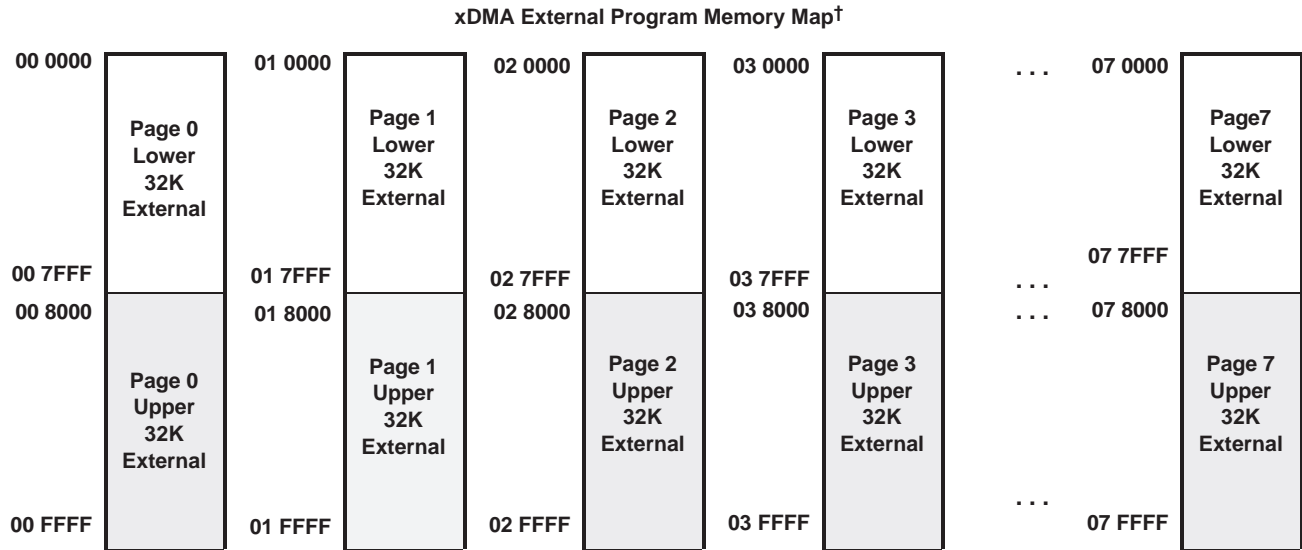 xDMA External Program Memory Map†
00 0000
01 0000
02 0000
03 0000
. . .
07 0000
Page 0
Lower
32K
External
Page 1
Lower
32K
External
Page 2
Lower
32K
External
Page 3
Lower
32K
External
Page7
Lower
32K
External
00 7FFF
01 7FFF
02 7FFF
03 7FFF
. . .
07 7FFF
00 8000
01 8000
02 8000
03 8000
. . .
07 8000
Page 0
Upper
32K
External
Page 1
Upper
32K
External
Page 2
Upper
32K
External
Page 3
Upper
32K
External
Page 7
Upper
32K
External
00 FFFF
01 FFFF
02 FFFF
03 FFFF
. . .
07 FFFF